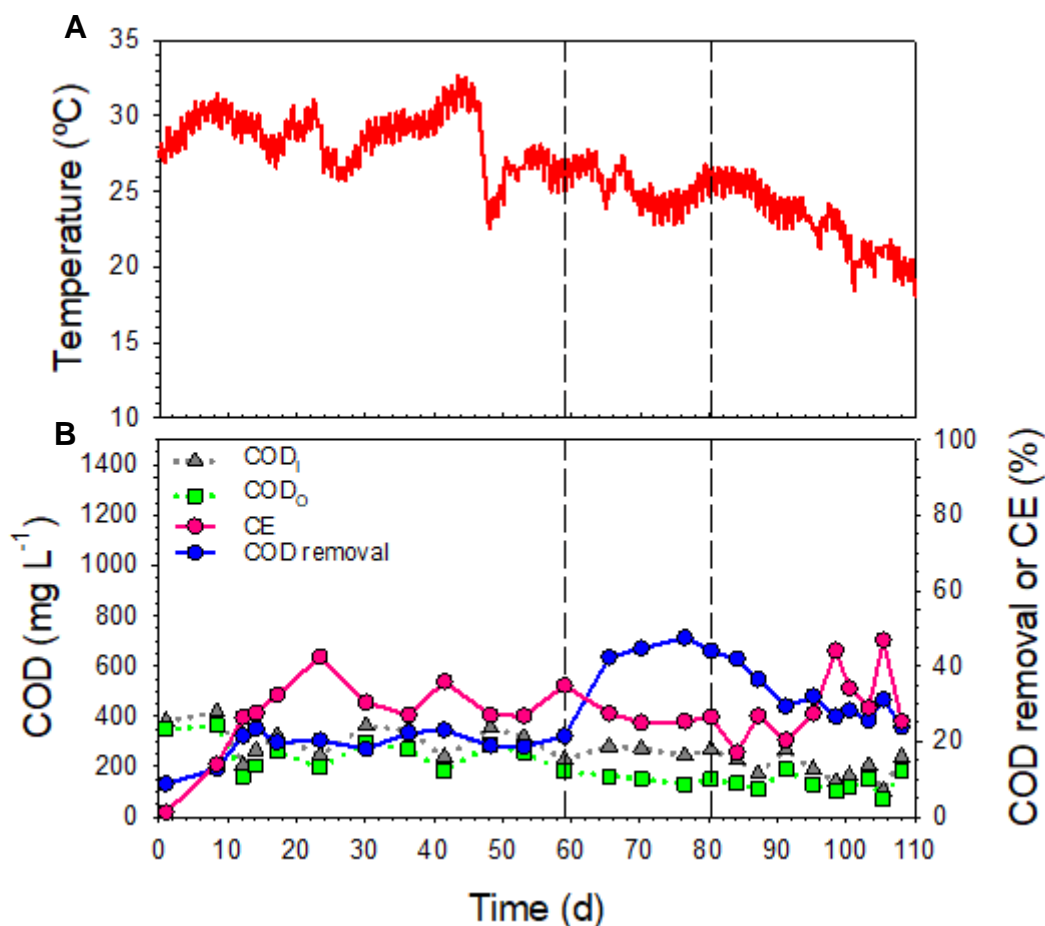 A
Temperature (ºC)
35
30
25
20
15
10
B
COD (mg L⁻¹)
1400
1200
1000
800
600
400
200
0
COD_I
COD_O
CE
COD removal
100
80
60
40
20
0
COD removal or CE (%)
0 10 20 30 40 50 60 70 80 90 100 110
Time (d)